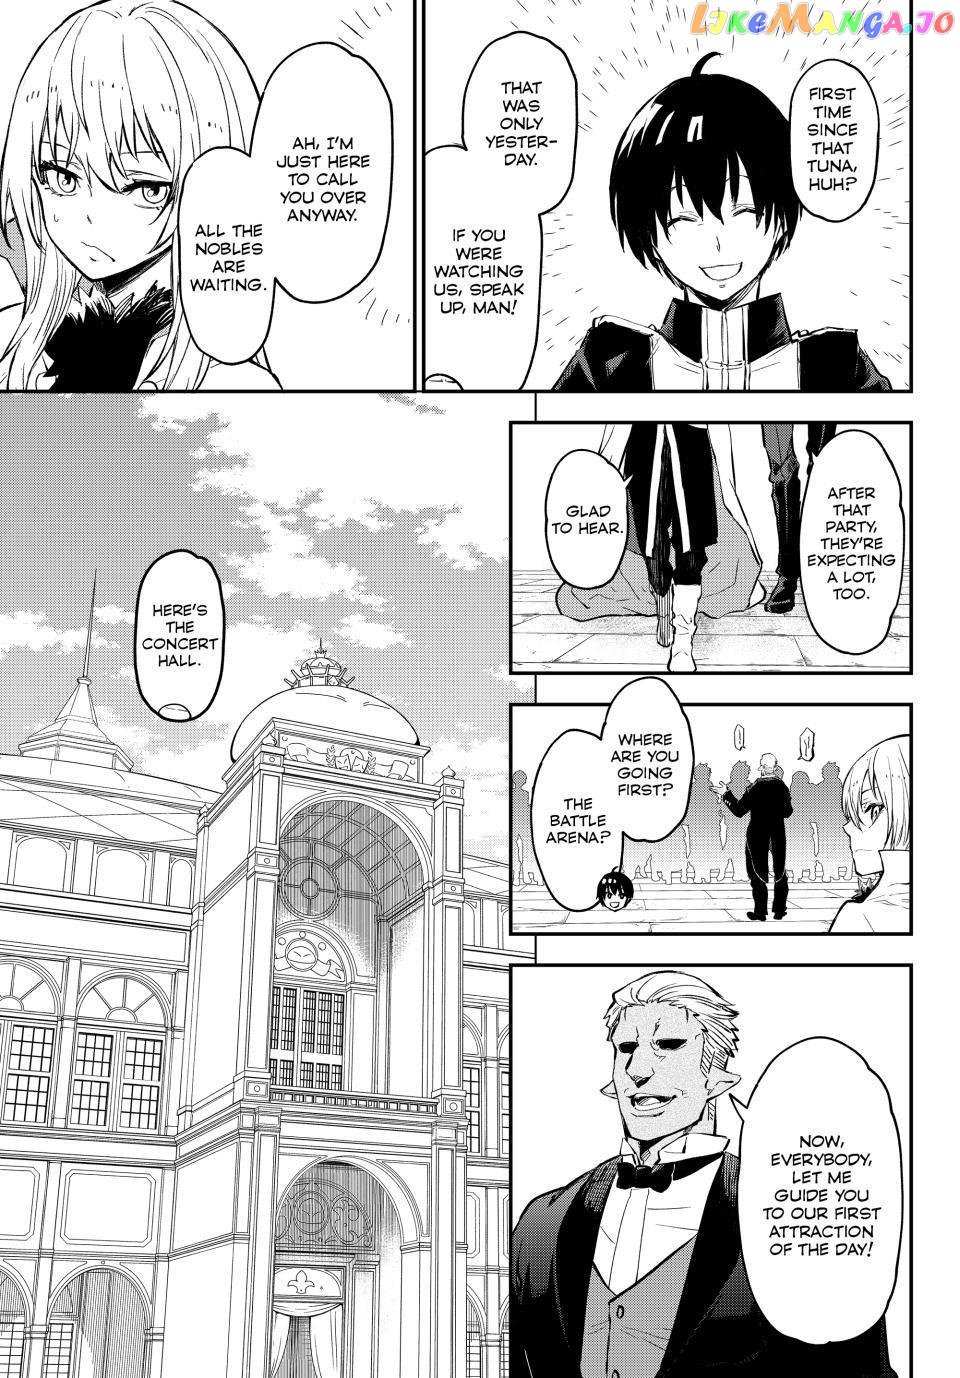 LIKEMANGA.IO
FIRST
TIME
SINCE
THAT
TUNA,
HUH?
THAT
WAS
ONLY
YESTER-
DAY.
IF YOU
WERE
WATCHING
US, SPEAK
UP, MAN!
AH, I'M
JUST HERE
TO CALL
YOU OVER
ANYWAY.
ALL THE
NOBLES
ARE
WAITING.
AFTER
THAT
PARTY,
THEY'RE
EXPECTING
A LOT,
TOO.
GLAD
TO HEAR.
WHERE
ARE YOU
GOING
FIRST?
THE
BATTLE
ARENA?
NOW,
EVERYBODY,
LET ME
GUIDE YOU
TO OUR FIRST
ATTRACTION
OF THE DAY!
HERE'S
THE
CONCERT
HALL.